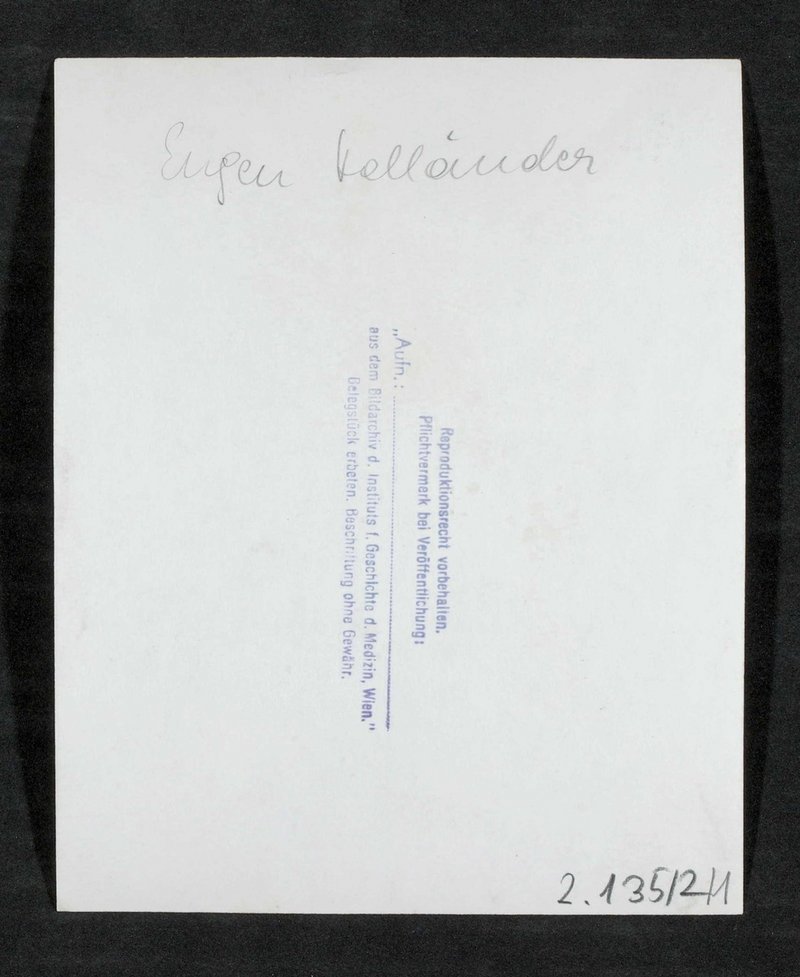 Eugen Holländer
Reproduktionsrecht vorbehalten.
Pflichtvermerk bei Veröffentlichung:
„Aufn.:
aus dem Bildarchiv d. Instituts f. Geschichte d. Medizin, Wien."
Belegstück erbeten. Beschriftung ohne Gewähr.
2.135/2/1